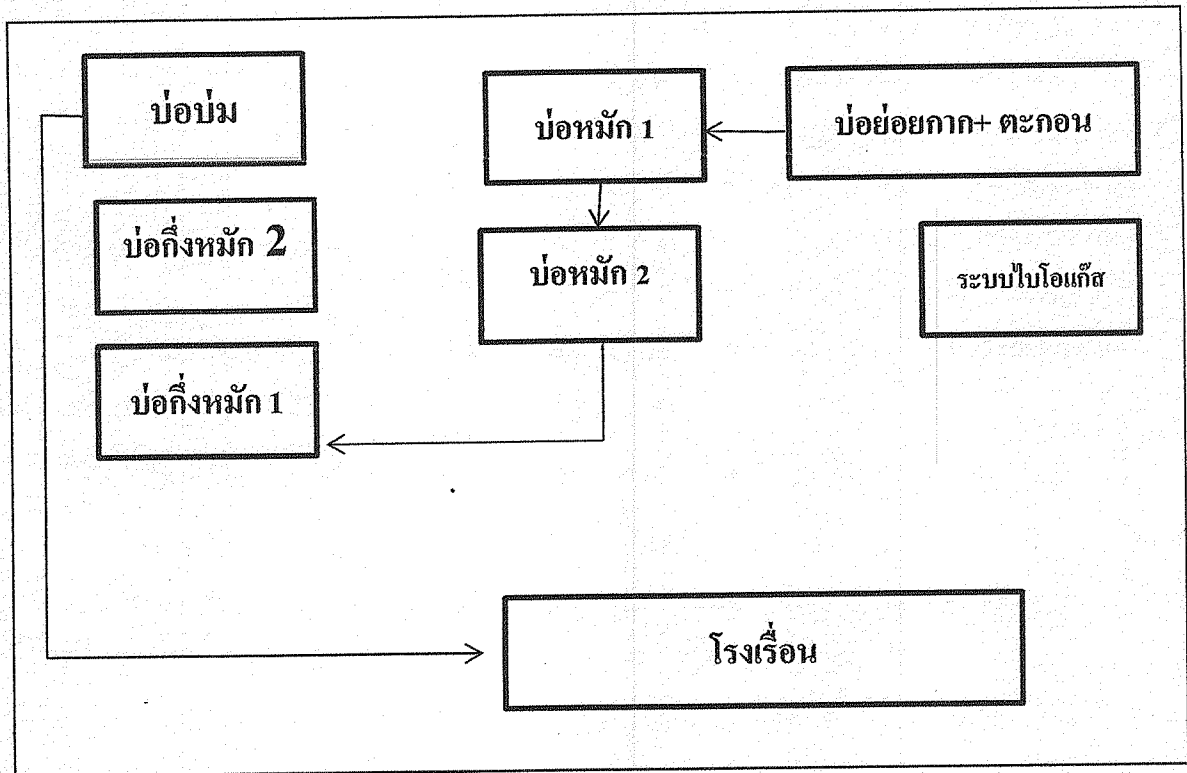 บ่อบ่ม
บ่อหมัก 1
บ่อย่อยกาก+ ตะกอน
บ่อกึ่งหมัก 2
บ่อหมัก 2
ระบบไบโอแก๊ส
บ่อกึ่งหมัก 1
โรงเรื่อน